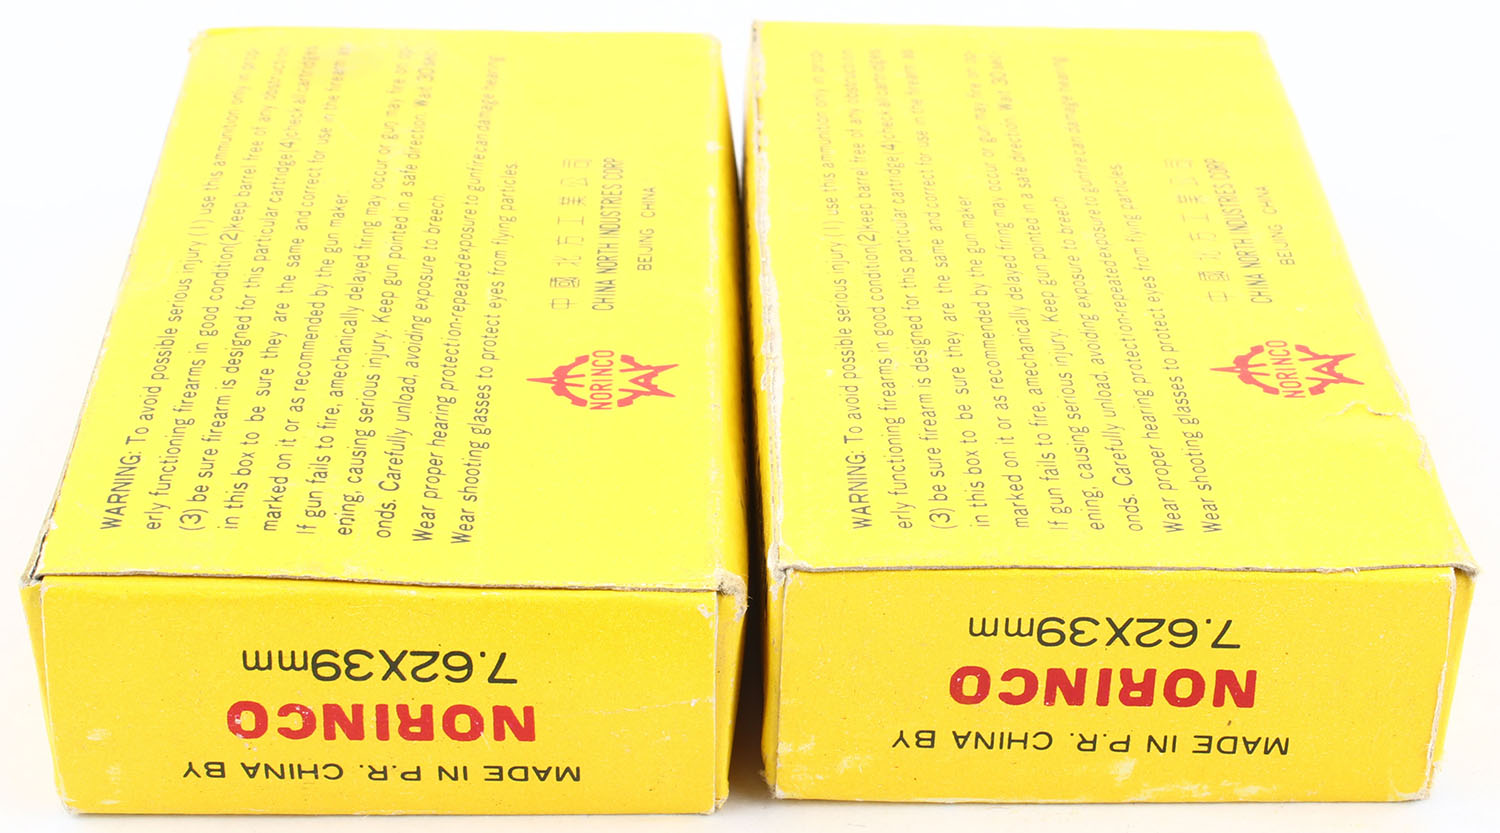 WARNING: To avoid possible serious injury (1) use this ammunition only in prop-
erly functioning firearms in good condition(2)keep barrel free of any obstruction
(3) be sure firearm is designed for this particular cartridge(4)check all cartridges
in this box to be sure they are the same and correct for use in the firearm as
marked on it or as recommended by the gun maker.
If gun fails to fire, amechanically delayed firing may occur or gun may fire on op-
ening, causing serious injury. Keep gun pointed in a safe direction. Wait 30 sec-
onds. Carefully unload, avoiding exposure to breech.
Wear proper hearing protection-repeated exposure to gunfire can damage hearing
Wear shooting glasses to protect eyes from flying particles.
中國北方工業公司
CHINA NORTH INDUSTRIES CORP
BEIJING CHINA
NORINCO
MADE IN P.R. CHINA BY
NORINCO
7.62X39mm
WARNING: To avoid possible serious injury (1) use this ammunition only in prop-
erly functioning firearms in good condition(2)keep barrel free of any obstruction
(3) be sure firearm is designed for this particular cartridge(4)check all cartridges
in this box to be sure they are the same and correct for use in the firearm as
marked on it or as recommended by the gun maker
If gun fails to fire, amechanically delayed firing may occur or gun may fire on op-
ening, causing serious injury. Keep gun pointed in a safe direction. Wait 30 sec-
onds. Carefully unload, avoiding exposure to breech
Wear proper hearing protection-repeated exposure to gunfire can damage hearing
Wear shooting glasses to protect eyes from flying particles
中國北方工業公司
CHINA NORTH INDUSTRIES CORP
BEIJING CHINA
NORINCO
MADE IN P.R. CHINA BY
NORINCO
7.62X39mm